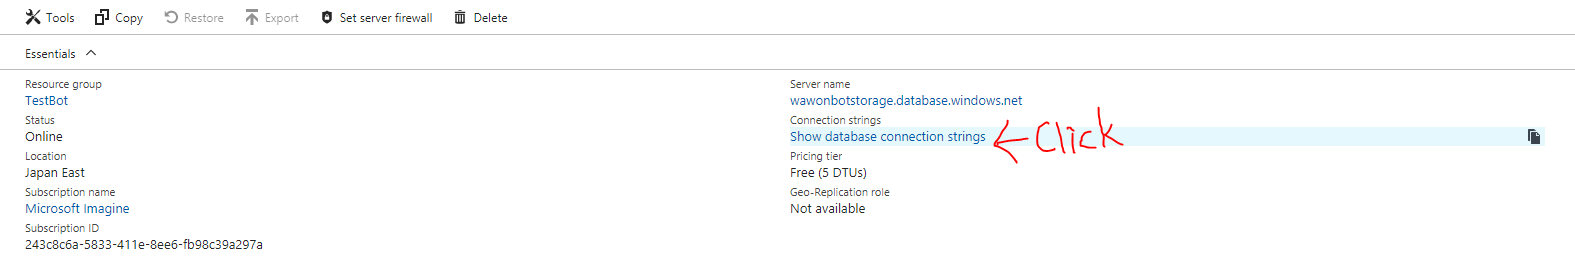 Tools Copy Restore Export Set server firewall Delete
Essentials
Resource group
TestBot
Status
Online
Location
Japan East
Subscription name
Microsoft Imagine
Subscription ID
243c8c6a-5833-411e-8ee6-fb98c39a297a
Server name
wawonbotstorage.database.windows.net
Connection strings
Show database connection strings
Click
Pricing tier
Free (5 DTUs)
Geo-Replication role
Not available